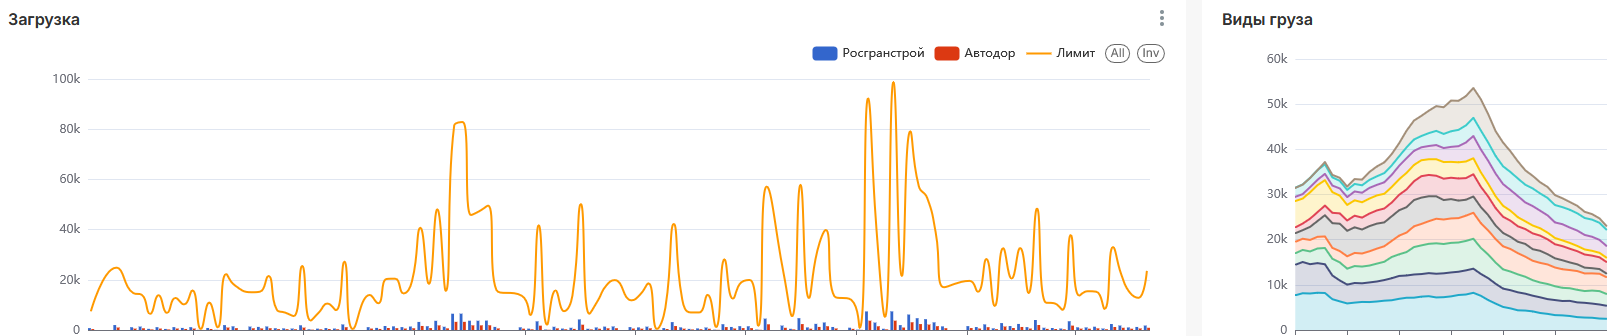 Загрузка
Росгранстрой Автодор Лимит All Inv
100k
80k
60k
40k
20k
0
Виды груза
60k
50k
40k
30k
20k
10k
0